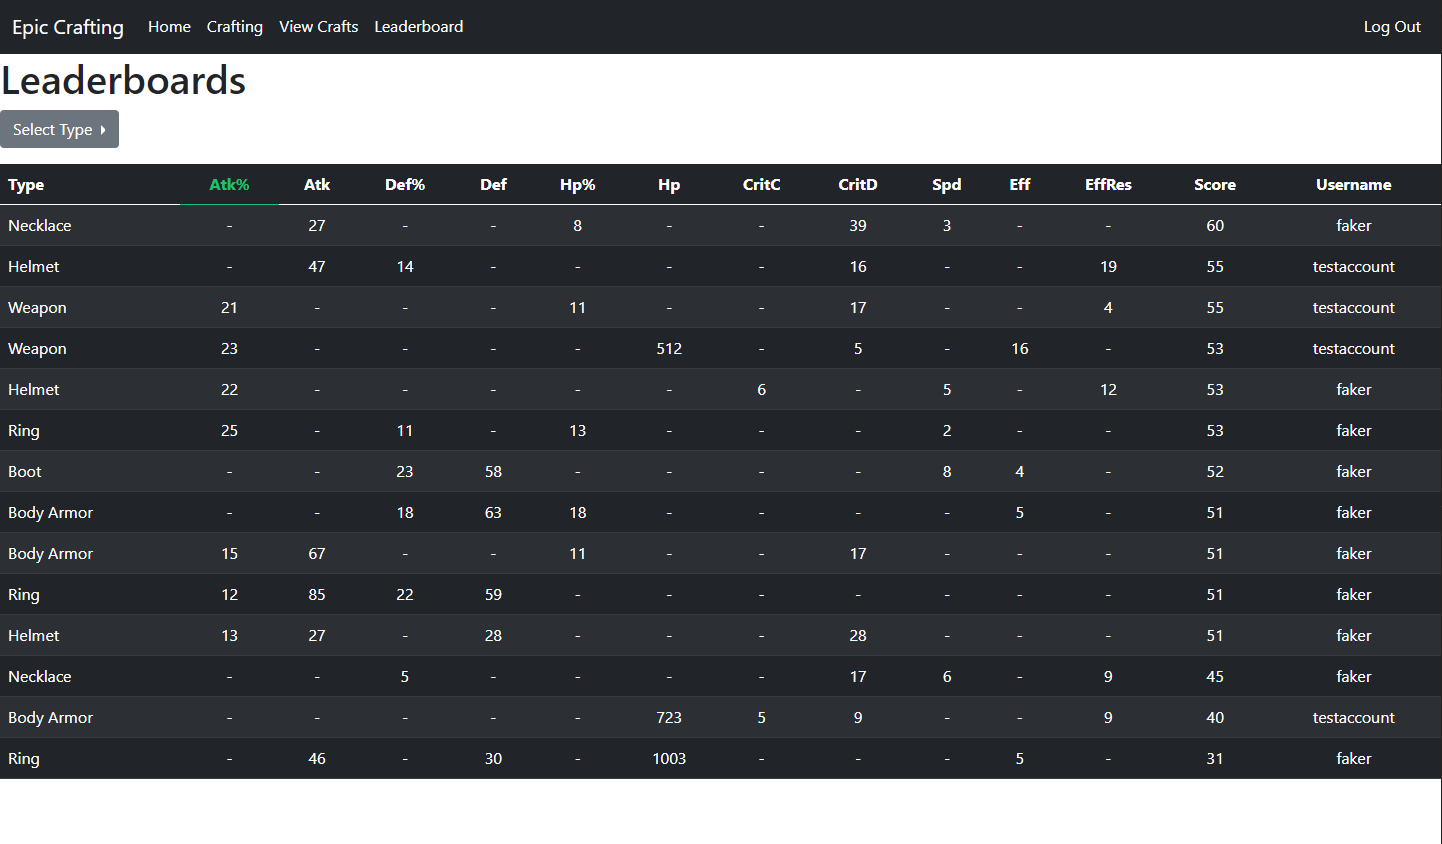 Epic Crafting Home Crafting View Crafts Leaderboard Log Out
Leaderboards
Select Type
Type Atk% Atk Def% Def Hp% Hp CritC CritD Spd Eff EffRes Score Username
Necklace - 27 - - 8 - - 39 3 - - 60 faker
Helmet - 47 14 - - - - 16 - - 19 55 testaccount
Weapon 21 - - - 11 - - 17 - - 4 55 testaccount
Weapon 23 - - - - 512 - 5 - 16 - 53 testaccount
Helmet 22 - - - - - 6 - 5 - 12 53 faker
Ring 25 - 11 - 13 - - - 2 - - 53 faker
Boot - - 23 58 - - - - 8 4 - 52 faker
Body Armor - - 18 63 18 - - - - 5 - 51 faker
Body Armor 15 67 - - 11 - - 17 - - - 51 faker
Ring 12 85 22 59 - - - - - - - 51 faker
Helmet 13 27 - 28 - - - 28 - - - 51 faker
Necklace - - 5 - - - - 17 6 - 9 45 faker
Body Armor - - - - - 723 5 9 - - 9 40 testaccount
Ring - 46 - 30 - 1003 - - - 5 - 31 faker